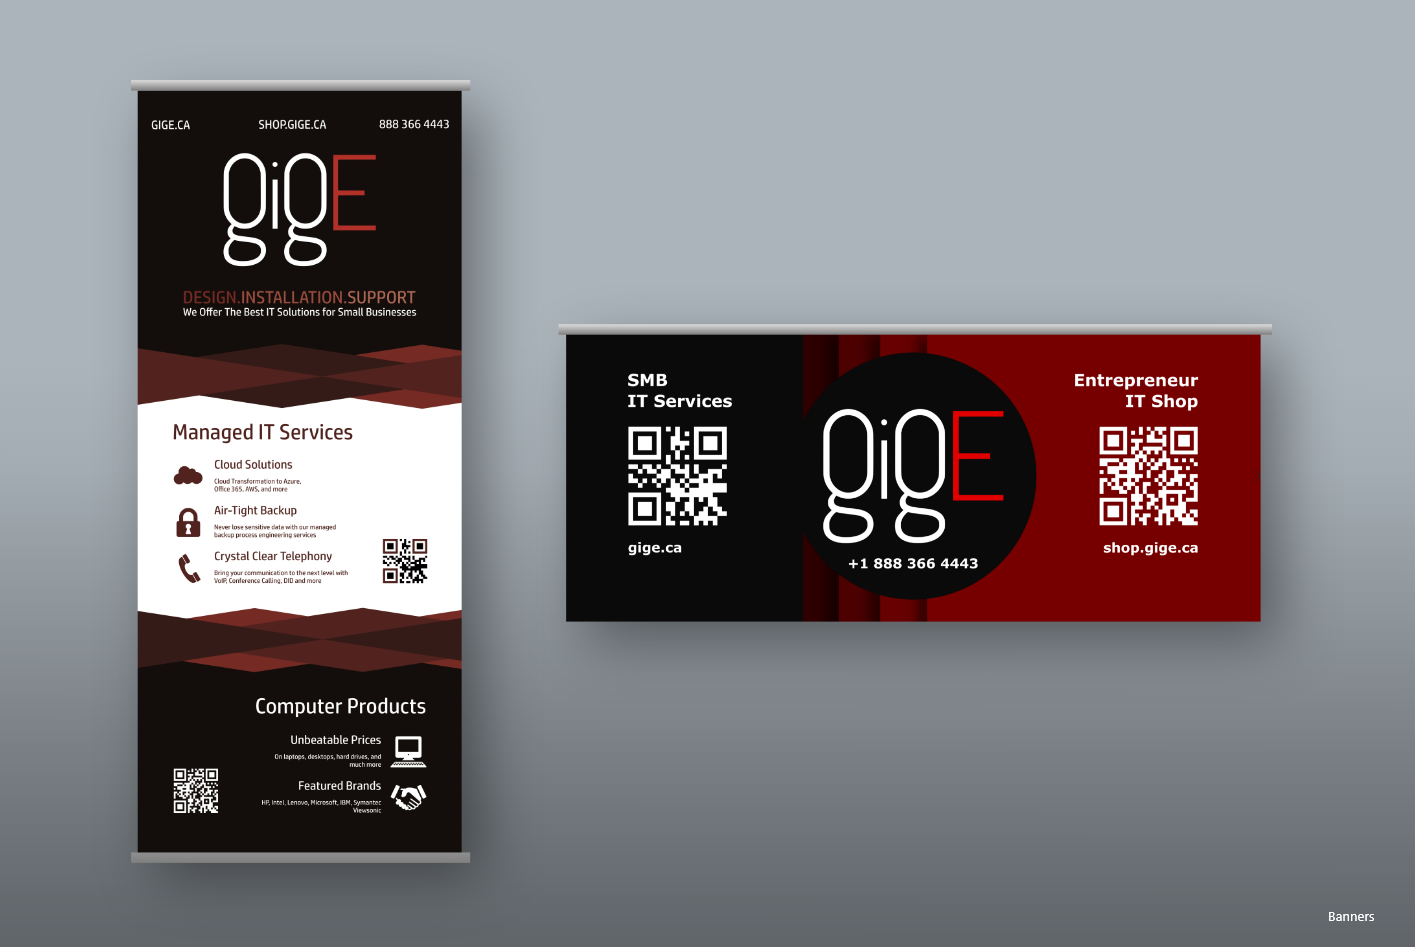 GIGE.CA SHOP.GIGE.CA 888 366 4443
gigE
DESIGN.INSTALLATION.SUPPORT
We Offer The Best IT Solutions for Small Businesses
Managed IT Services
Cloud Solutions
Cloud Transformation to Azure,
Office 365, AWS, and more
Air-Tight Backup
Never lose sensitive data with our managed
backup process engineering services
Crystal Clear Telephony
Bring your communication to the next level with
VoIP, Conference Calling, DID and more
Computer Products
Unbeatable Prices
On laptops, desktops, hard drives, and
much more
Featured Brands
HP, Intel, Lenovo, Microsoft, IBM, Symantec
Viewsonic
SMB
IT Services
gige.ca
gigE
+1 888 366 4443
Entrepreneur
IT Shop
shop.gige.ca
Banners